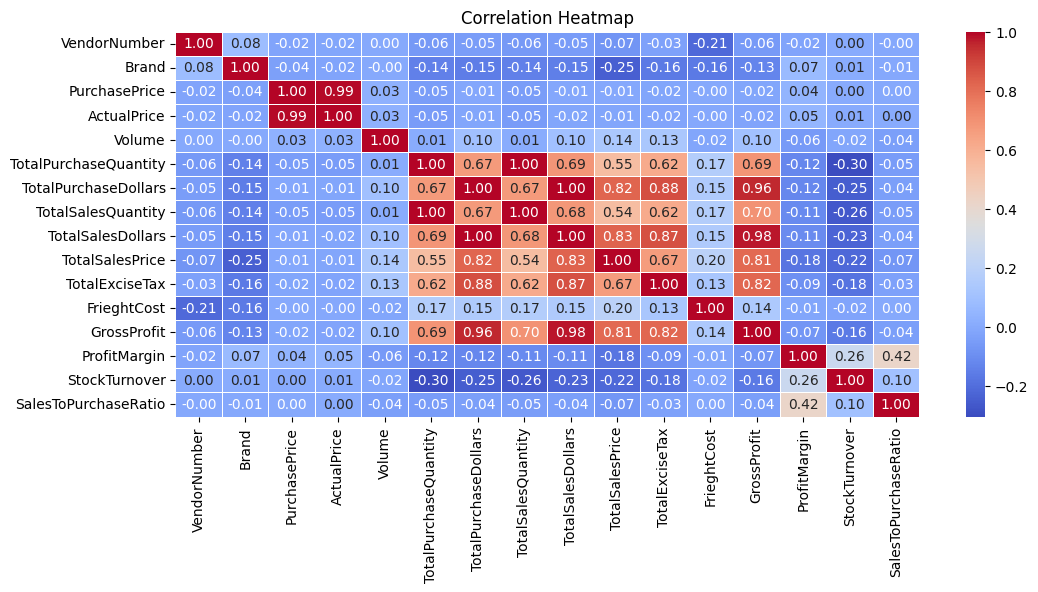 Correlation Heatmap
VendorNumber 1.00 0.08 -0.02 -0.02 0.00 -0.06 -0.05 -0.06 -0.05 -0.07 -0.03 -0.21 -0.06 -0.02 0.00 -0.00
Brand 0.08 1.00 -0.04 -0.02 -0.00 -0.14 -0.15 -0.14 -0.15 -0.25 -0.16 -0.16 -0.13 0.07 0.01 -0.01
PurchasePrice -0.02 -0.04 1.00 0.99 0.03 -0.05 -0.01 -0.05 -0.01 -0.01 -0.02 -0.00 -0.02 0.04 0.00 0.00
ActualPrice -0.02 -0.02 0.99 1.00 0.03 -0.05 -0.01 -0.05 -0.02 -0.01 -0.02 -0.00 -0.02 0.05 0.01 0.00
Volume 0.00 -0.00 0.03 0.03 1.00 0.01 0.10 0.01 0.10 0.14 0.13 -0.02 0.10 -0.06 -0.02 -0.04
TotalPurchaseQuantity -0.06 -0.14 -0.05 -0.05 0.01 1.00 0.67 1.00 0.69 0.55 0.62 0.17 0.69 -0.12 -0.30 -0.05
TotalPurchaseDollars -0.05 -0.15 -0.01 -0.01 0.10 0.67 1.00 0.67 1.00 0.82 0.88 0.15 0.96 -0.12 -0.25 -0.04
TotalSalesQuantity -0.06 -0.14 -0.05 -0.05 0.01 1.00 0.67 1.00 0.68 0.54 0.62 0.17 0.70 -0.11 -0.26 -0.05
TotalSalesDollars -0.05 -0.15 -0.01 -0.02 0.10 0.69 1.00 0.68 1.00 0.83 0.87 0.15 0.98 -0.11 -0.23 -0.04
TotalSalesPrice -0.07 -0.25 -0.01 -0.01 0.14 0.55 0.82 0.54 0.83 1.00 0.67 0.20 0.81 -0.18 -0.22 -0.07
TotalExciseTax -0.03 -0.16 -0.02 -0.02 0.13 0.62 0.88 0.62 0.87 0.67 1.00 0.13 0.82 -0.09 -0.18 -0.03
FrieghtCost -0.21 -0.16 -0.00 -0.00 -0.02 0.17 0.15 0.17 0.15 0.20 0.13 1.00 0.14 -0.01 -0.02 0.00
GrossProfit -0.06 -0.13 -0.02 -0.02 0.10 0.69 0.96 0.70 0.98 0.81 0.82 0.14 1.00 -0.07 -0.16 -0.04
ProfitMargin -0.02 0.07 0.04 0.05 -0.06 -0.12 -0.12 -0.11 -0.11 -0.18 -0.09 -0.01 -0.07 1.00 0.26 0.42
StockTurnover 0.00 0.01 0.00 0.01 -0.02 -0.30 -0.25 -0.26 -0.23 -0.22 -0.18 -0.02 -0.16 0.26 1.00 0.10
SalesToPurchaseRatio -0.00 -0.01 0.00 0.00 -0.04 -0.05 -0.04 -0.05 -0.04 -0.07 -0.03 0.00 -0.04 0.42 0.10 1.00
VendorNumber
Brand
PurchasePrice
ActualPrice
Volume
TotalPurchaseQuantity
TotalPurchaseDollars
TotalSalesQuantity
TotalSalesDollars
TotalSalesPrice
TotalExciseTax
FrieghtCost
GrossProfit
ProfitMargin
StockTurnover
SalesToPurchaseRatio
1.0
0.8
0.6
0.4
0.2
0.0
−0.2